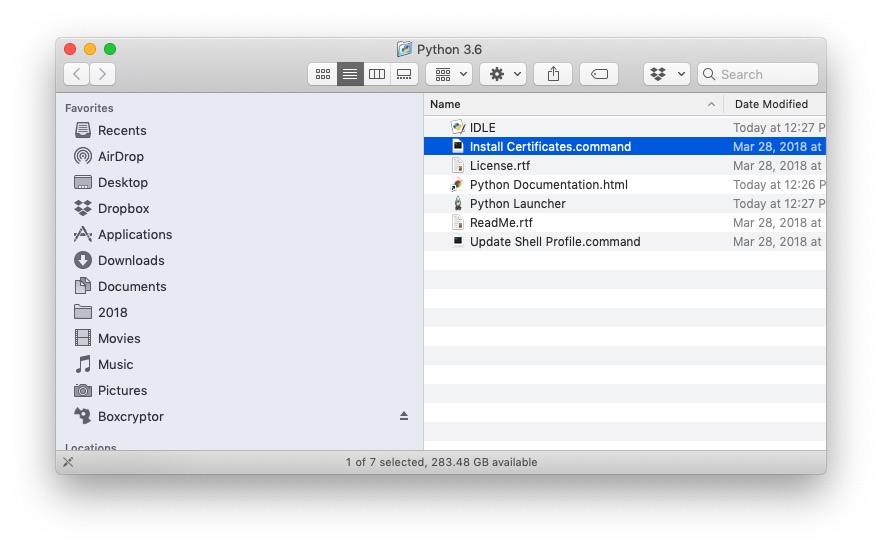 Python 3.6
Search
Favorites
Recents
AirDrop
Desktop
Dropbox
Applications
Downloads
Documents
2018
Movies
Music
Pictures
Boxcryptor
Locations
Name Date Modified
IDLE Today at 12:27 P
Install Certificates.command Mar 28, 2018 at
License.rtf Mar 28, 2018 at
Python Documentation.html Today at 12:26 P
Python Launcher Today at 12:27 P
ReadMe.rtf Mar 28, 2018 at
Update Shell Profile.command Mar 28, 2018 at
1 of 7 selected, 283.48 GB available